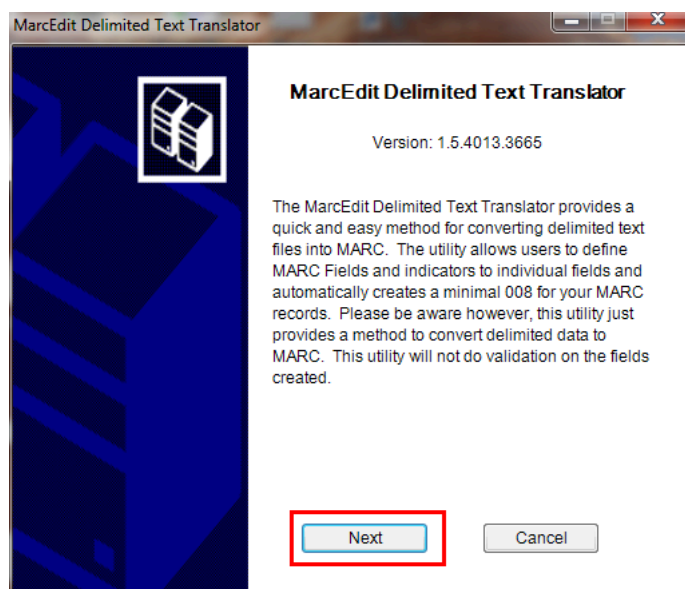 MarcEdit Delimited Text Translator
MarcEdit Delimited Text Translator
Version: 1.5.4013.3665
The MarcEdit Delimited Text Translator provides a
quick and easy method for converting delimited text
files into MARC.  The utility allows users to define
MARC Fields and indicators to individual fields and
automatically creates a minimal 008 for your MARC
records.  Please be aware however, this utility just
provides a method to convert delimited data to
MARC.  This utility will not do validation on the fields
created.
Next Cancel